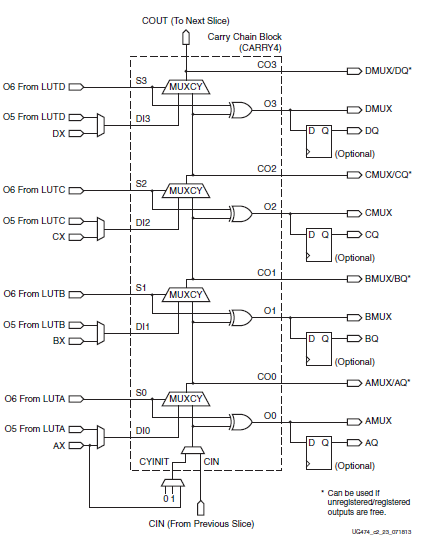 COUT (To Next Slice)
Carry Chain Block
(CARRY4)
CO3
DMUX/DQ*
O6 From LUTD
S3
MUXCY
O3
DMUX
O5 From LUTD
DI3
DX
D Q
DQ
(Optional)
CO2
CMUX/CQ*
O6 From LUTC
S2
MUXCY
O2
CMUX
O5 From LUTC
DI2
CX
D Q
CQ
(Optional)
CO1
BMUX/BQ*
O6 From LUTB
S1
MUXCY
O1
BMUX
O5 From LUTB
DI1
BX
D Q
BQ
(Optional)
CO0
AMUX/AQ*
O6 From LUTA
S0
MUXCY
O0
AMUX
O5 From LUTA
DI0
AX
D Q
AQ
CYINIT
CIN
(Optional)
0 1
* Can be used if
unregistered/registered
outputs are free.
CIN (From Previous Slice)
UG474_c2_23_071813